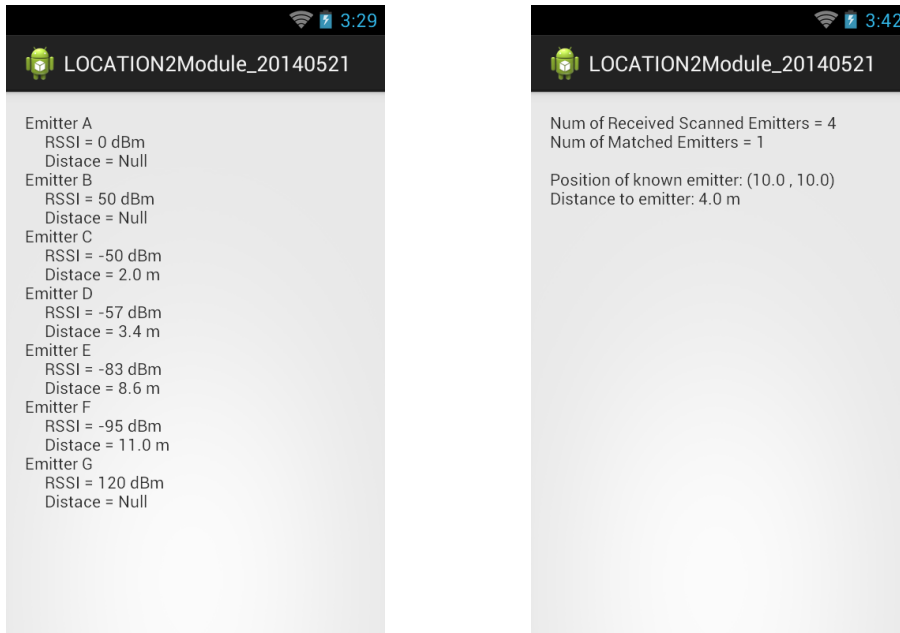 3:29
LOCATION2Module_20140521
Emitter A
RSSI = 0 dBm
Distace = Null
Emitter B
RSSI = 50 dBm
Distace = Null
Emitter C
RSSI = -50 dBm
Distace = 2.0 m
Emitter D
RSSI = -57 dBm
Distace = 3.4 m
Emitter E
RSSI = -83 dBm
Distace = 8.6 m
Emitter F
RSSI = -95 dBm
Distace = 11.0 m
Emitter G
RSSI = 120 dBm
Distace = Null
3:42
LOCATION2Module_20140521
Num of Received Scanned Emitters = 4
Num of Matched Emitters = 1
Position of known emitter: (10.0 , 10.0)
Distance to emitter: 4.0 m